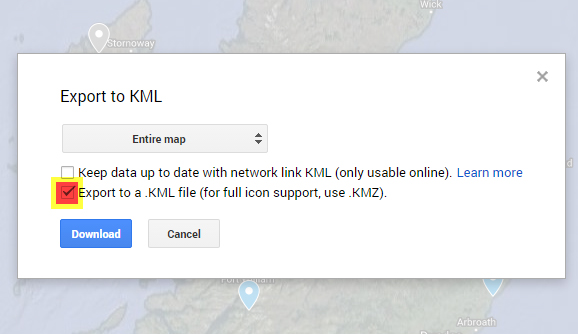 Wick
Stornoway
Export to KML
Entire map
Keep data up to date with network link KML (only usable online). Learn more
Export to a .KML file (for full icon support, use .KMZ).
Download Cancel
Arbroath